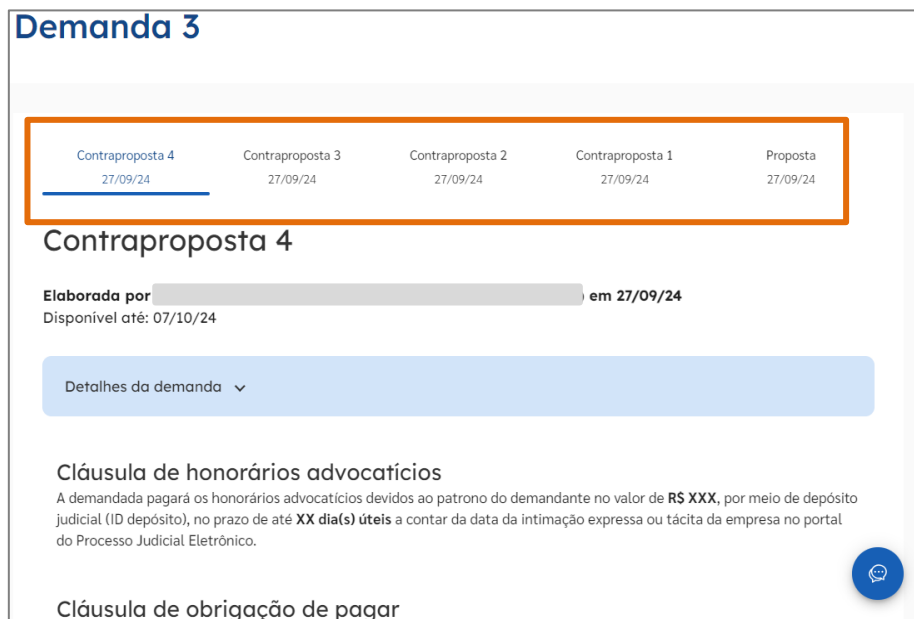 Demanda 3
Contraproposta 4 Contraproposta 3 Contraproposta 2 Contraproposta 1 Proposta
27/09/24 27/09/24 27/09/24 27/09/24 27/09/24
Contraproposta 4
Elaborada por ) em 27/09/24
Disponível até: 07/10/24
Detalhes da demanda
Cláusula de honorários advocatícios
A demandada pagará os honorários advocatícios devidos ao patrono do demandante no valor de R$ XXX, por meio de depósito
judicial (ID depósito), no prazo de até XX dia(s) úteis a contar da data da intimação expressa ou tácita da empresa no portal
do Processo Judicial Eletrônico.
Cláusula de obrigação de pagar